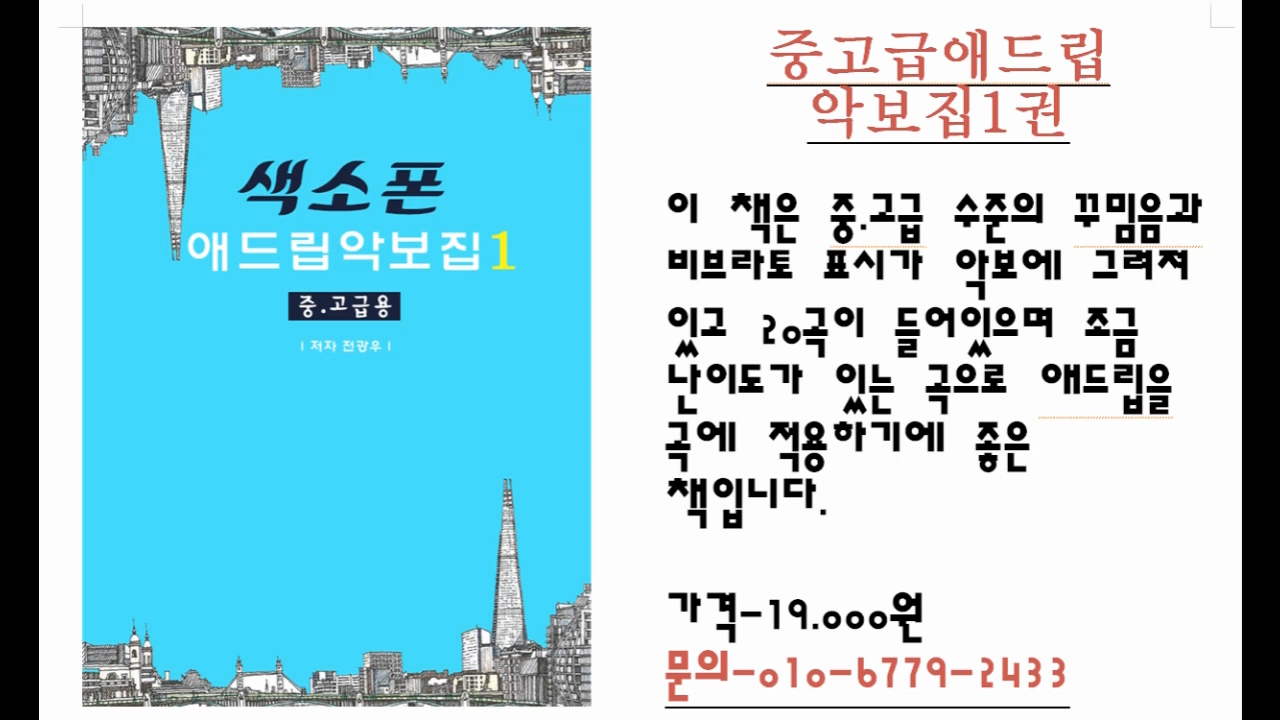 색소폰
애드립악보집1
중.고급용
| 저자 전광우 |
중고급애드립
악보집1권
이 책은 중.고급 수준의 꾸밈음과
비브라토 표시가 악보에 그려져
있고 20곡이 들어있으며 조금
난이도가 있는 곡으로 애드립을
곡에 적용하기에 좋은
책입니다.
가격-19.000원
문의-010-6779-2433